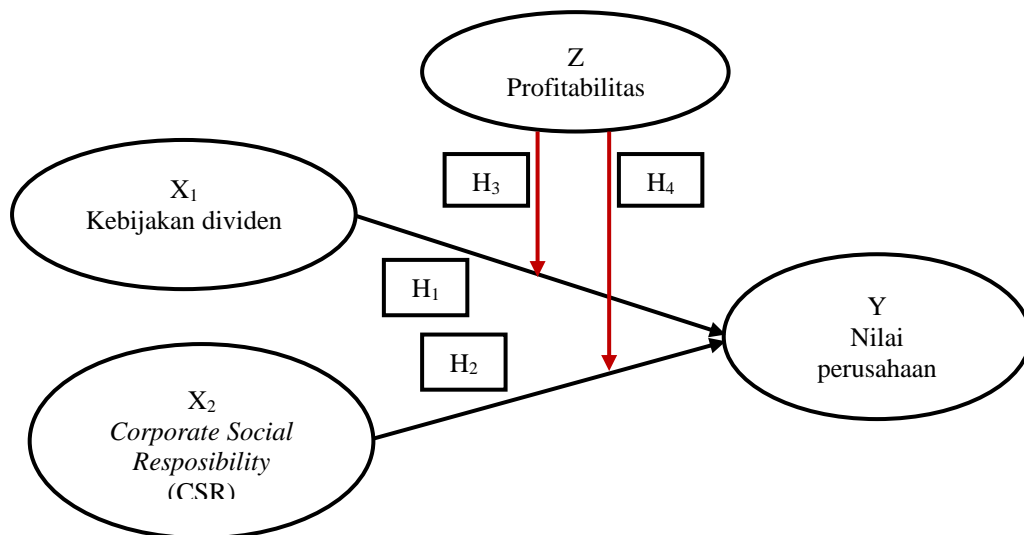 Z
Profitabilitas
H₃
H₄
X₁
Kebijakan dividen
H₁
H₂
Y
Nilai
perusahaan
X₂
Corporate Social
Resposibility
(CSR)